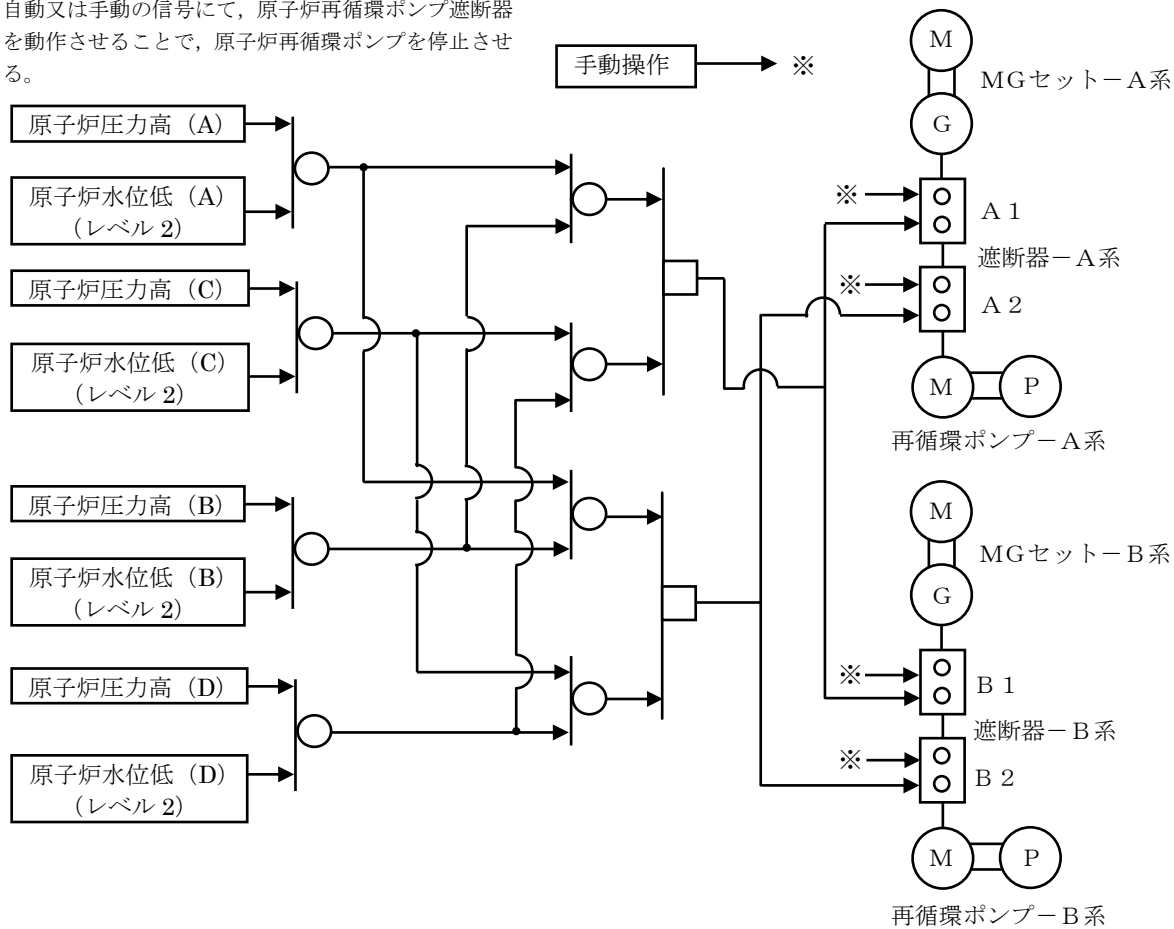 自動又は手動の信号にて，原子炉再循環ポンプ遮断器
を動作させることで，原子炉再循環ポンプを停止させ
る。
手動操作
※
M
MGセット－A系
G
原子炉圧力高（A）
原子炉水位低（A）
（レベル 2）
※
A1
遮断器－A系
※
A2
原子炉圧力高（C）
原子炉水位低（C）
（レベル 2）
M
P
再循環ポンプ－A系
原子炉圧力高（B）
原子炉水位低（B）
（レベル 2）
M
MGセット－B系
G
原子炉圧力高（D）
原子炉水位低（D）
（レベル 2）
※
B1
遮断器－B系
※
B2
M
P
再循環ポンプ－B系